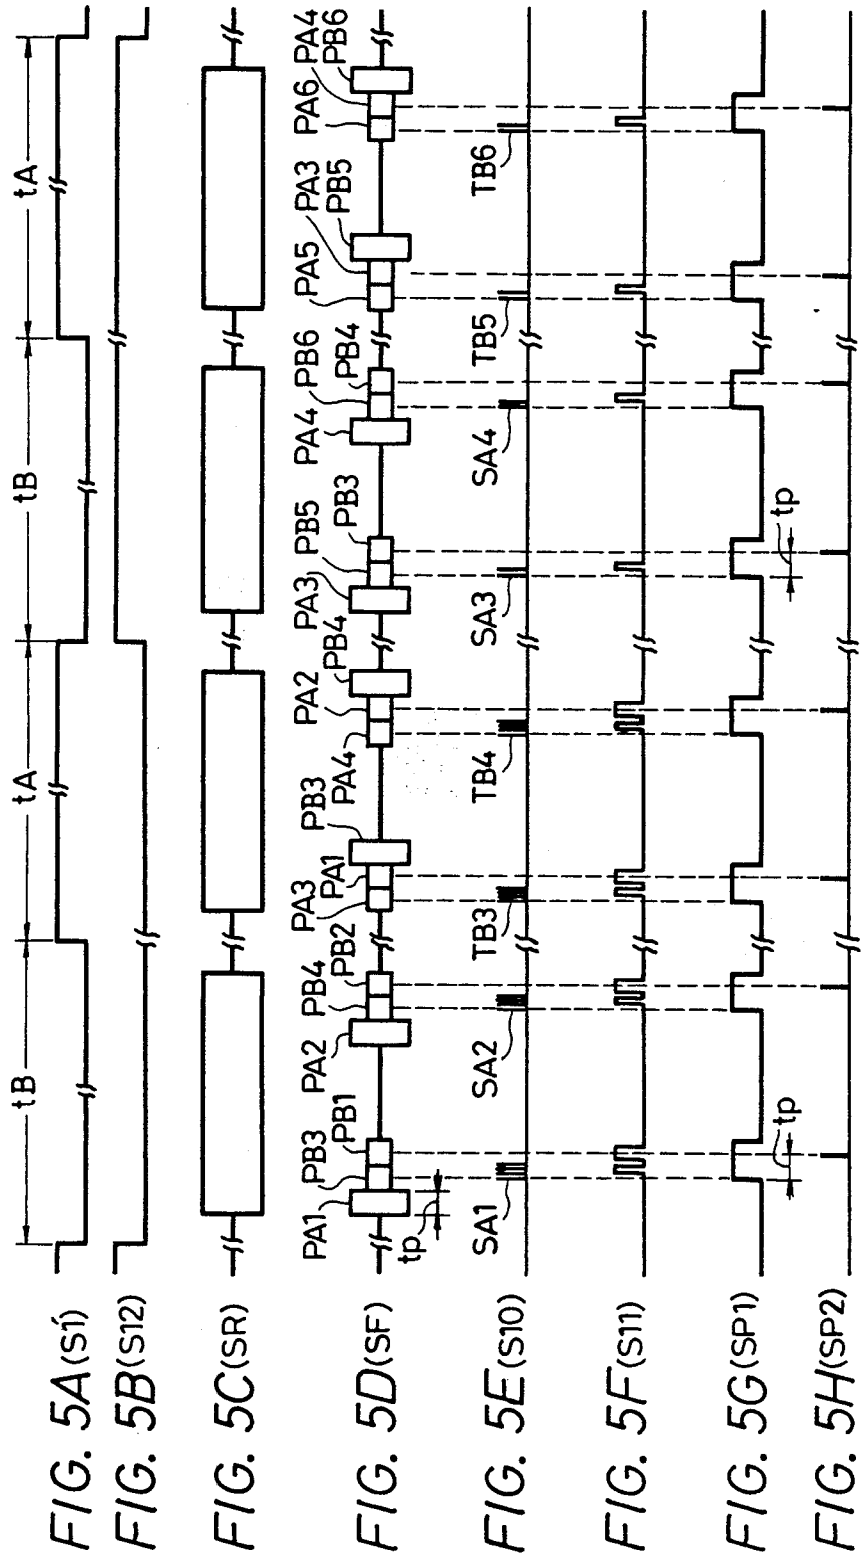 FIG. 5A (S1) tB tA tB tA
FIG. 5B (S12)
FIG. 5C (SR)
FIG. 5D (SF) PA1 PB3 PB1 PA2 PB4 PB2 PA3 PA1 PB3 PA4 PA2 PB4 PA3 PB5 PB3 PA4 PB6 PB4 PA5 PA3 PB5 PA6 PA4 PB6
tp
FIG. 5E (S10) SA1 SA2 TB3 TB4 SA3 SA4 TB5 TB6
FIG. 5F (S11)
FIG. 5G (SP1) tp tp
FIG. 5H (SP2)